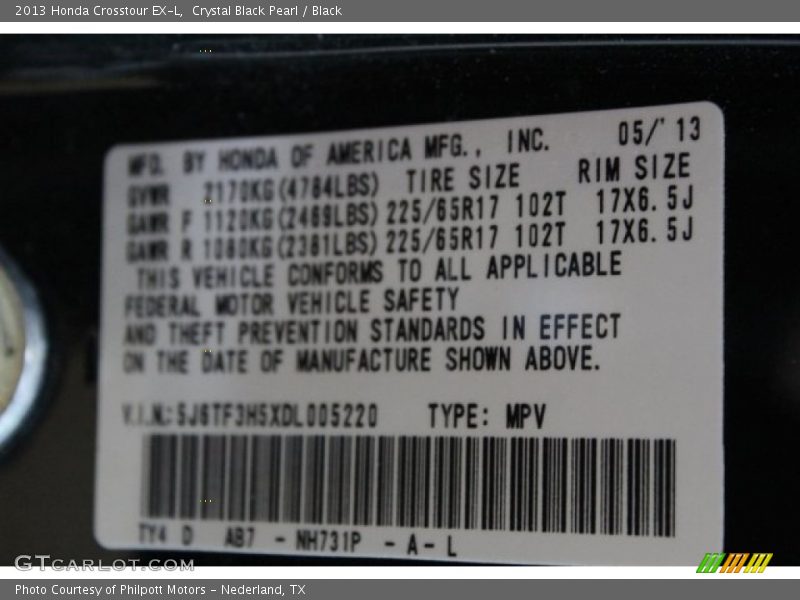 2013 Honda Crosstour EX-L, Crystal Black Pearl / Black
MFD. BY HONDA OF AMERICA MFG., INC. 05/'13
GVWR 2170KG(4784LBS) TIRE SIZE RIM SIZE
GAWR F 1120KG(2469LBS) 225/65R17 102T 17X6.5J
GAWR R 1080KG(2381LBS) 225/65R17 102T 17X6.5J
THIS VEHICLE CONFORMS TO ALL APPLICABLE
FEDERAL MOTOR VEHICLE SAFETY
AND THEFT PREVENTION STANDARDS IN EFFECT
ON THE DATE OF MANUFACTURE SHOWN ABOVE.
V.I.N.: 5J6TF3H5XDL005220 TYPE: MPV
TY4 D AB7 - NH731P - A - L
GTCARLOT.COM
Photo Courtesy of Philpott Motors - Nederland, TX